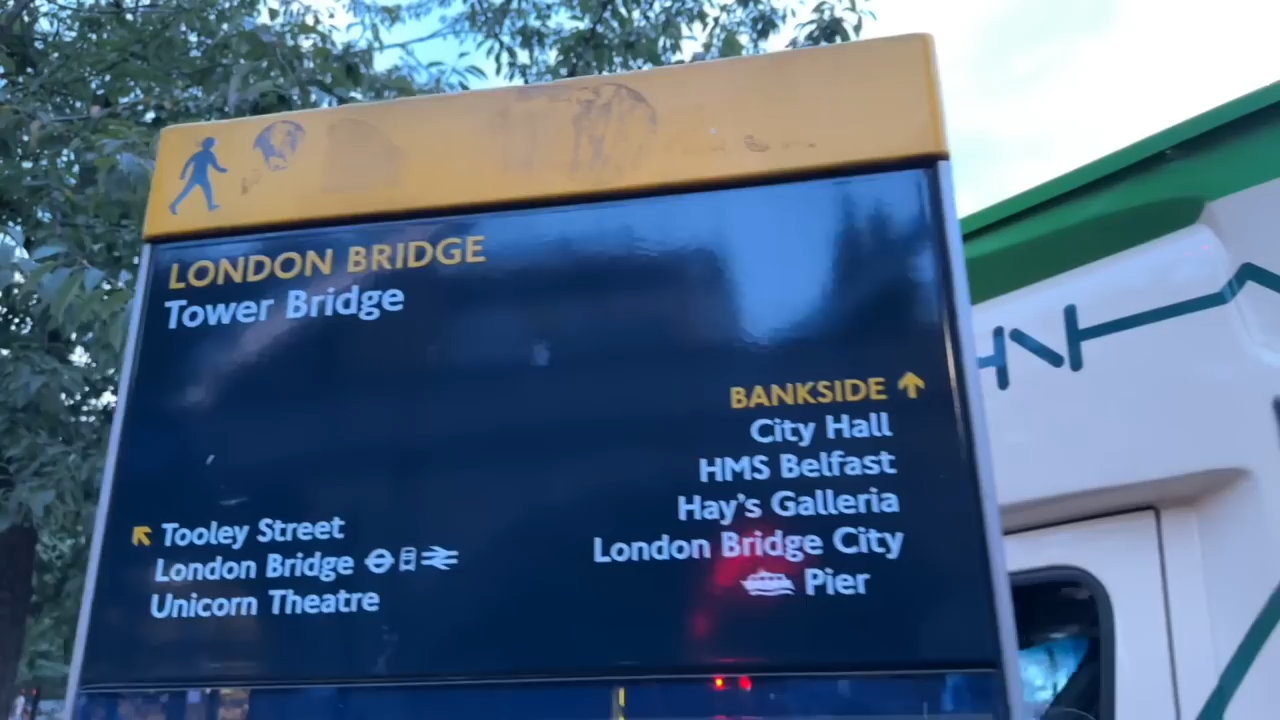 LONDON BRIDGE
Tower Bridge
BANKSIDE
City Hall
HMS Belfast
Hay's Galleria
London Bridge City
Pier
Tooley Street
London Bridge
Unicorn Theatre